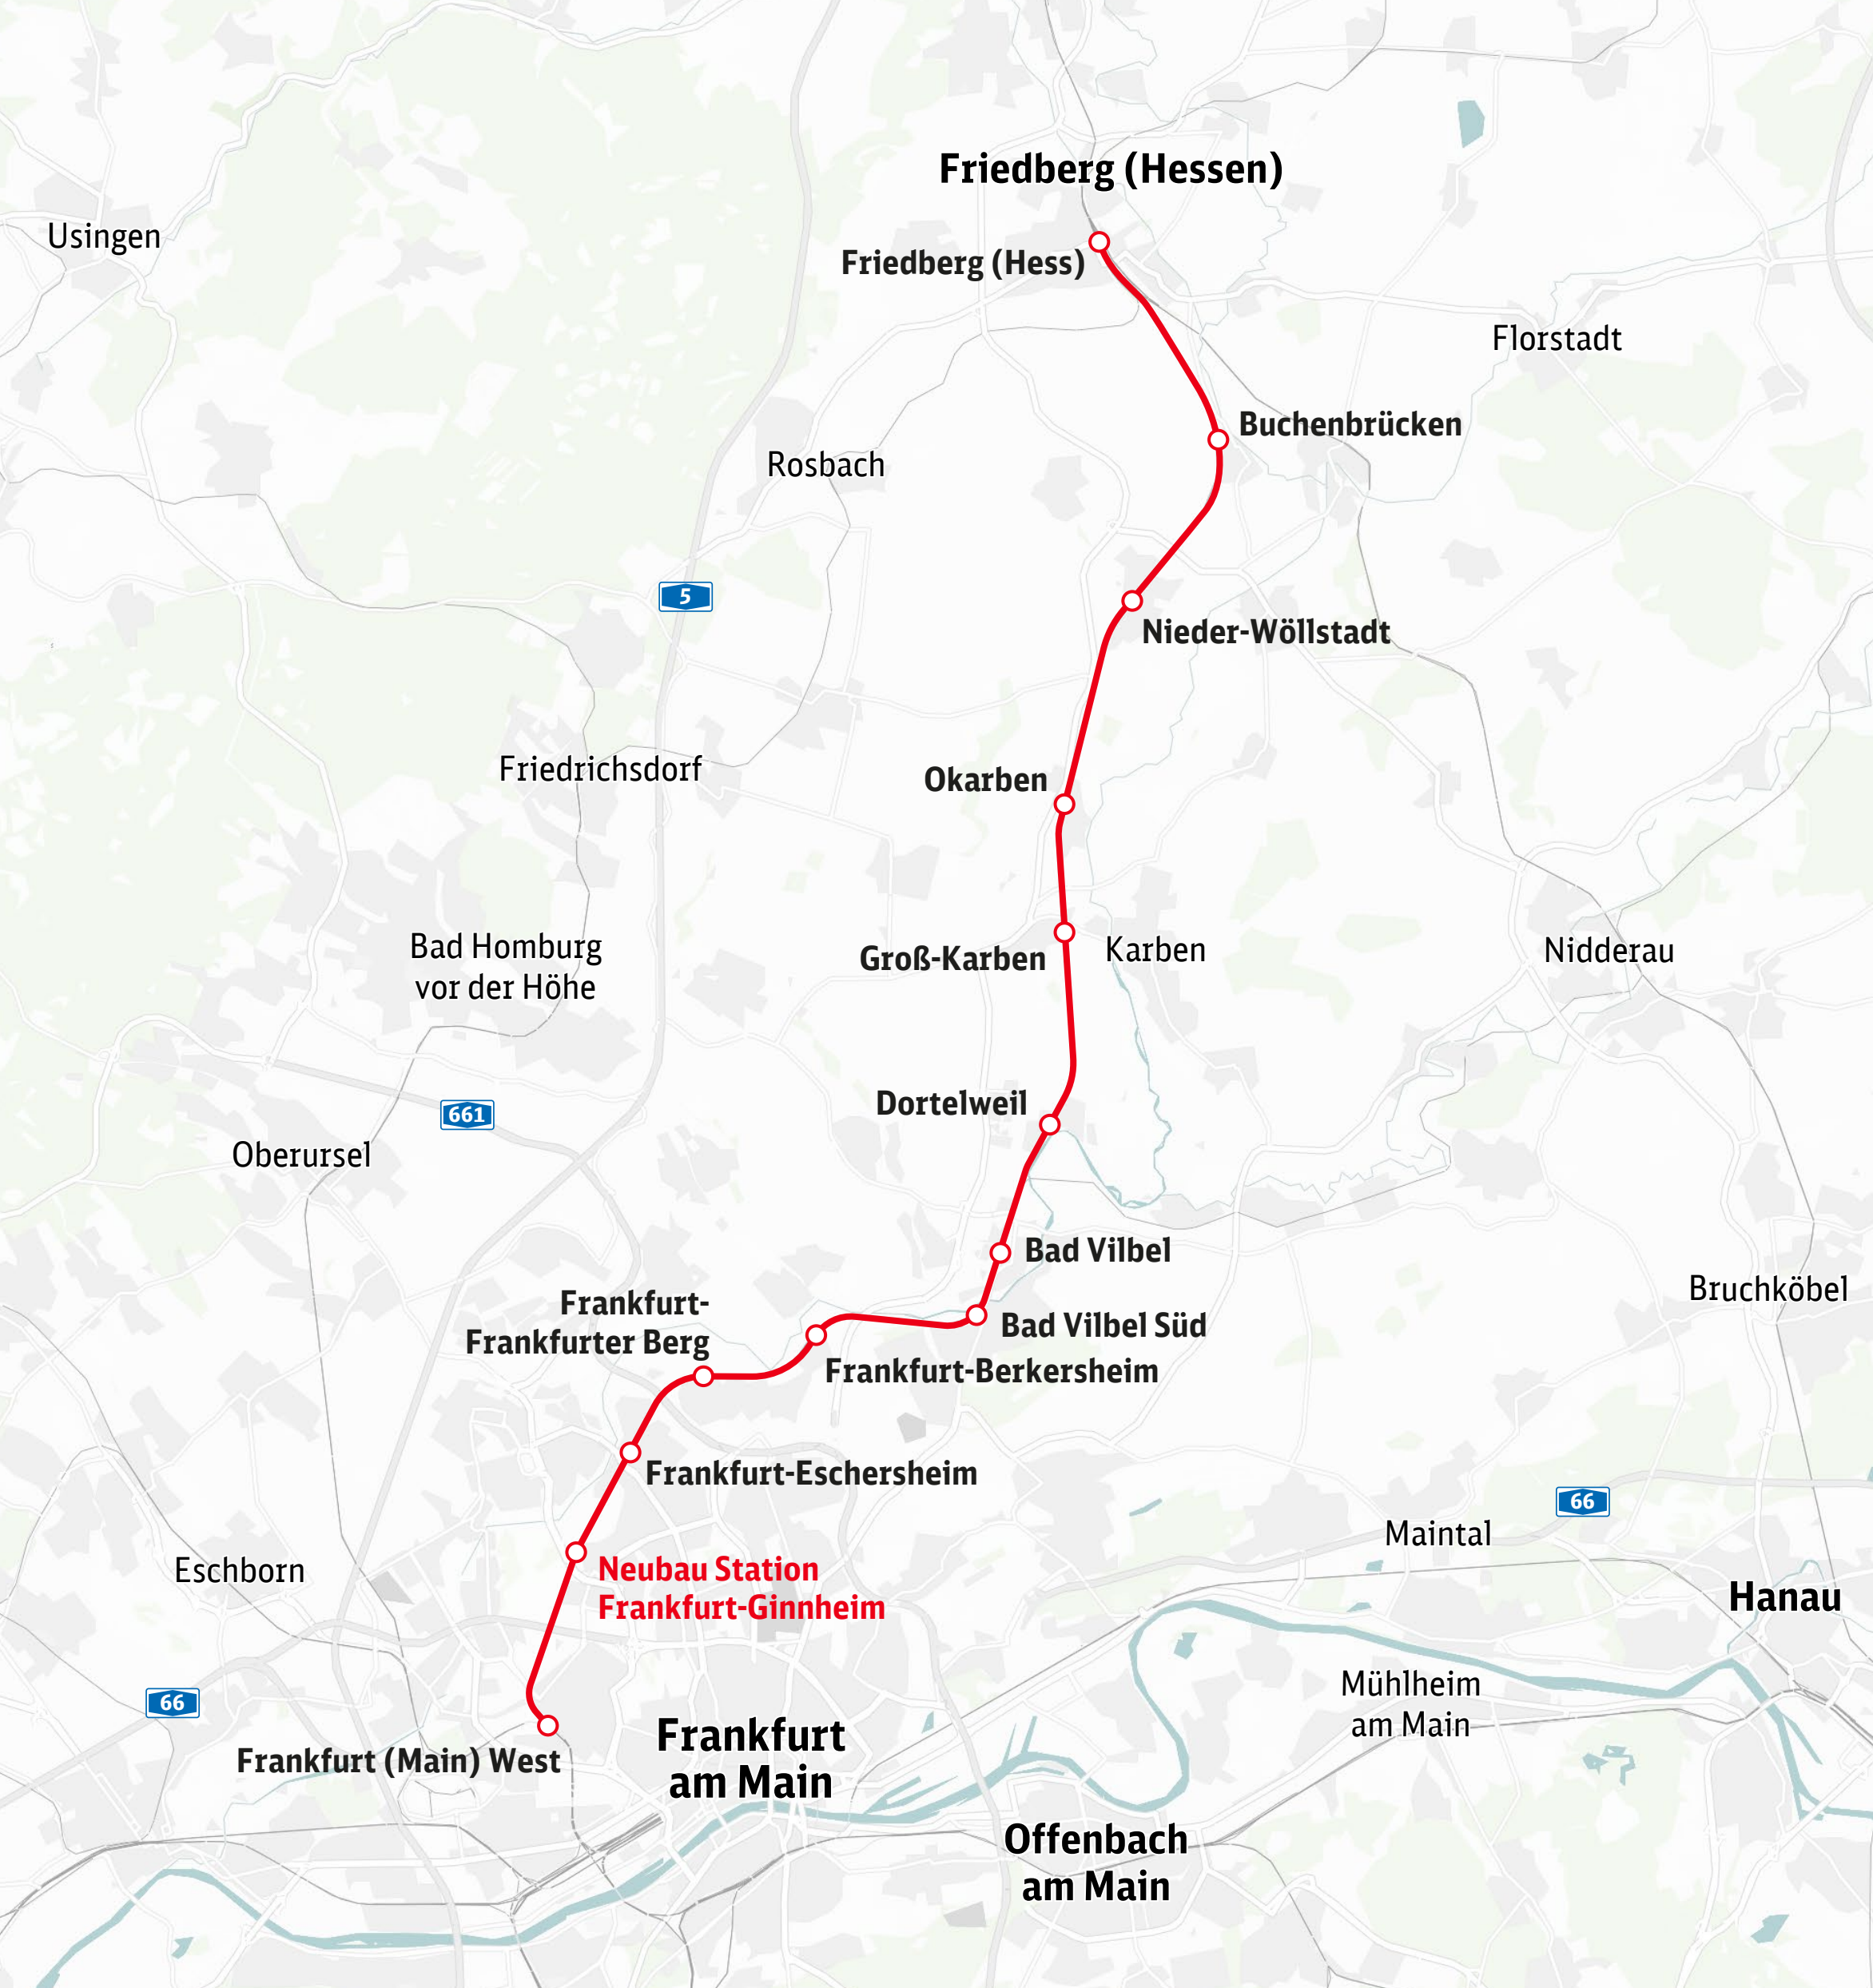 Friedberg (Hessen)
Usingen
Friedberg (Hess)
Florstadt
Buchenbrücken
Rosbach
5
Nieder-Wöllstadt
Friedrichsdorf
Okarben
Bad Homburg
vor der Höhe
Groß-Karben
Karben
Nidderau
Dortelweil
661
Oberursel
Bad Vilbel
Bruchköbel
Frankfurt-
Frankfurter Berg
Bad Vilbel Süd
Frankfurt-Berkersheim
Frankfurt-Eschersheim
66
Maintal
Eschborn
Neubau Station
Frankfurt-Ginnheim
Hanau
66
Mühlheim
am Main
Frankfurt (Main) West
Frankfurt
am Main
Offenbach
am Main